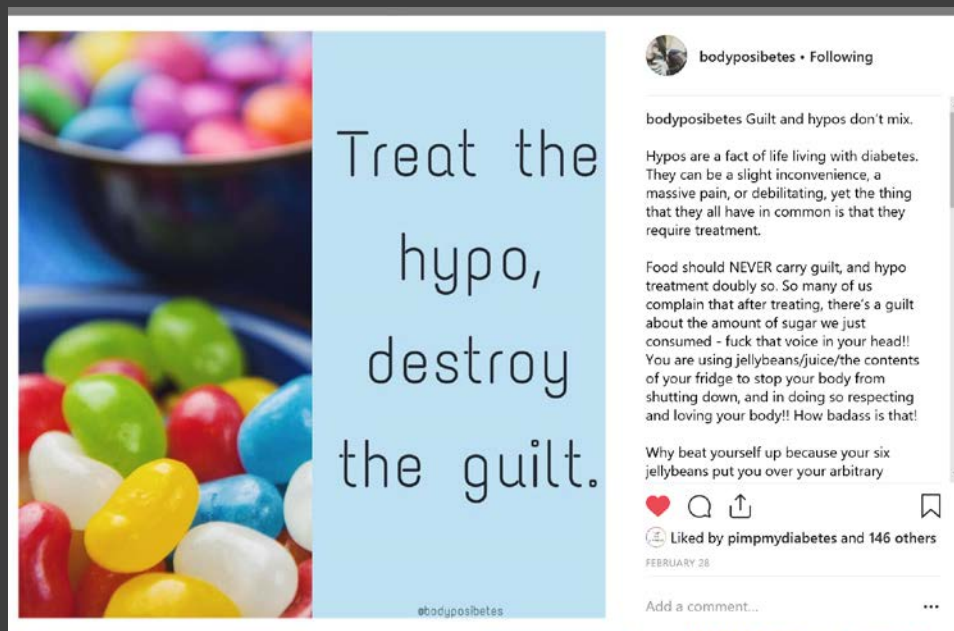 Treat the
hypo,
destroy
the guilt.
@bodyposibetes
bodyposibetes • Following
bodyposibetes Guilt and hypos don't mix.
Hypos are a fact of life living with diabetes.
They can be a slight inconvenience, a
massive pain, or debilitating, yet the thing
that they all have in common is that they
require treatment.
Food should NEVER carry guilt, and hypo
treatment doubly so. So many of us
complain that after treating, there's a guilt
about the amount of sugar we just
consumed - fuck that voice in your head!!
You are using jellybeans/juice/the contents
of your fridge to stop your body from
shutting down, and in doing so respecting
and loving your body!! How badass is that!
Why beat yourself up because your six
jellybeans put you over your arbitrary
Liked by pimpmydiabetes and 146 others
FEBRUARY 28
Add a comment...